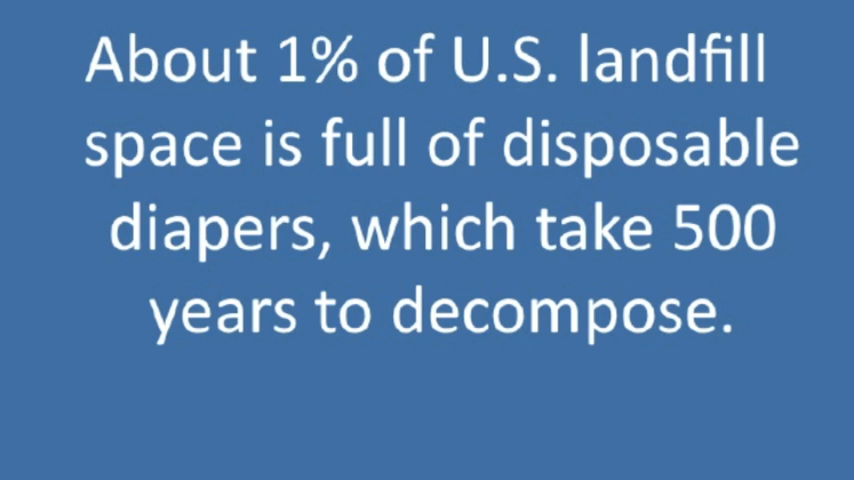 About 1% of U.S. landfill
space is full of disposable
diapers, which take 500
years to decompose.